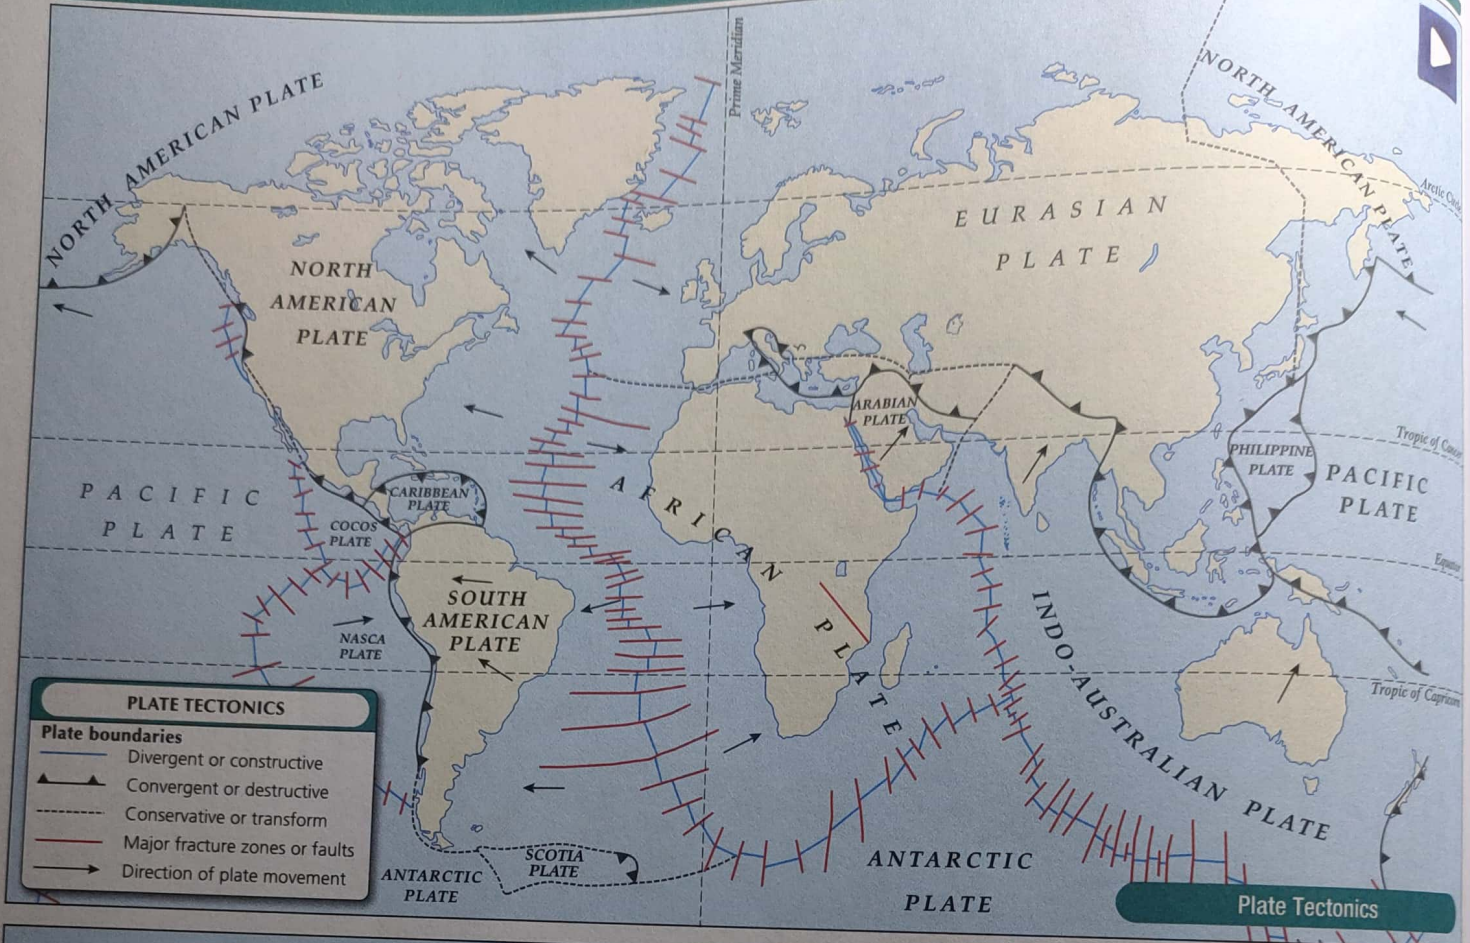 Prime Meridian
NORTH AMERICAN PLATE
NORTH AMERICAN PLATE
Arctic Circle
EURASIAN
PLATE
NORTH
AMERICAN
PLATE
ARABIAN
PLATE
Tropic of Cancer
PHILIPPINE
PLATE
PACIFIC
PLATE
PACIFIC
PLATE
CARIBBEAN
PLATE
COCOS
PLATE
AFRICAN PLATE
Equator
SOUTH
AMERICAN
PLATE
NASCA
PLATE
INDO-AUSTRALIAN PLATE
Tropic of Capricorn
PLATE TECTONICS
Plate boundaries
Divergent or constructive
Convergent or destructive
Conservative or transform
Major fracture zones or faults
Direction of plate movement
SCOTIA
PLATE
ANTARCTIC
PLATE
ANTARCTIC
PLATE
Plate Tectonics